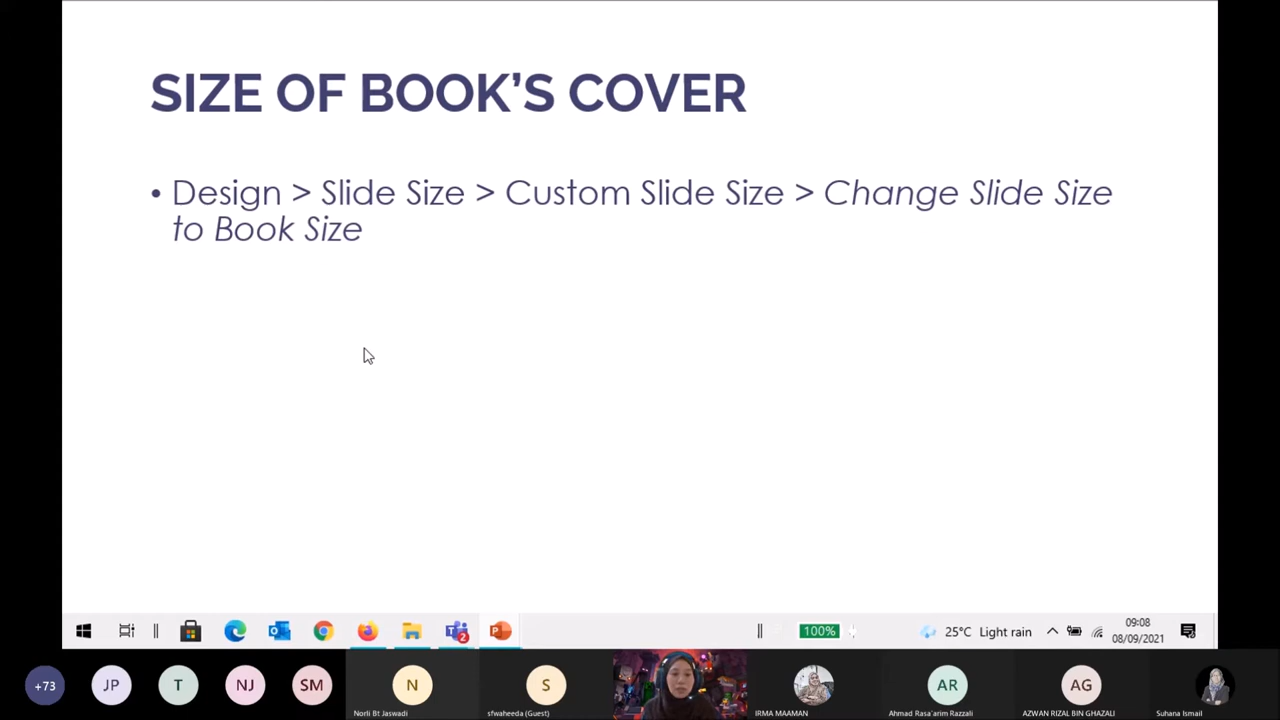 SIZE OF BOOK'S COVER
• Design > Slide Size > Custom Slide Size > Change Slide Size
to Book Size
100%
25°C Light rain
09:08
08/09/2021
2
+73
JP
T
NJ
SM
N
Norli Bt Jaswadi
S
sfwaheeda (Guest)
IRMA MAAMAN
AR
Ahmad Rasa'arim Razzali
AG
AZWAN RIZAL BIN GHAZALI
Suhana Ismail